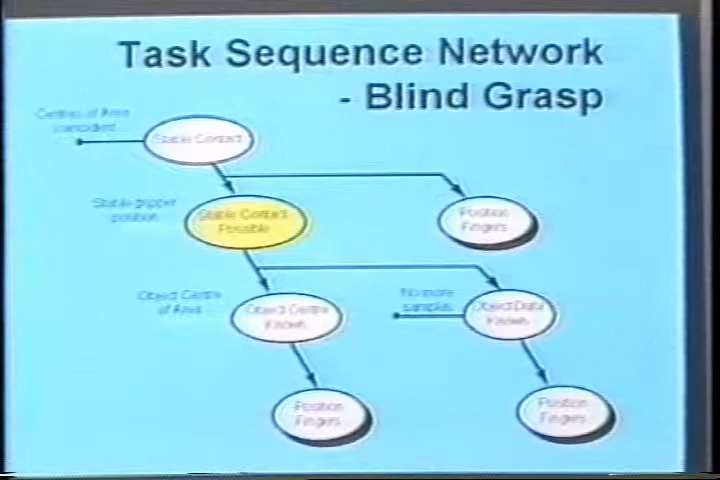 Task Sequence Network
- Blind Grasp
Centres of Area
coincident
Stable Contact
Stable gripper
position
Stable Contact
Possible
Position
Fingers
Object Centre
of Area
Object Centre
Known
No more
samples
Object Data
Known
Position
Fingers
Position
Fingers